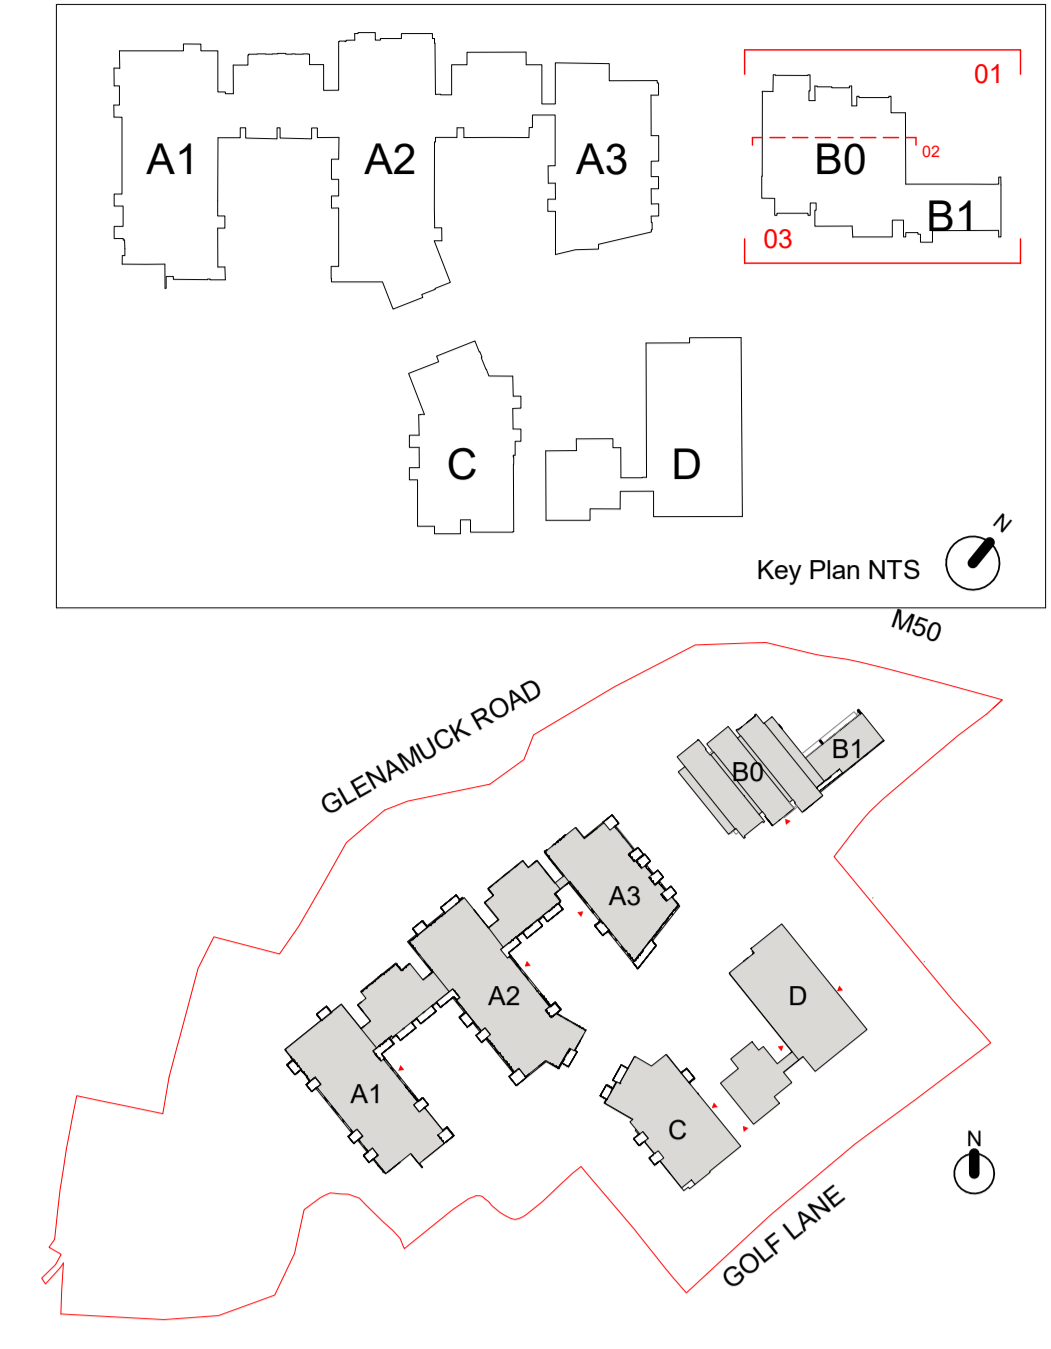 01
A1
A2
A3
B0
02
B1
03
C
D
N
Key Plan NTS
M50
GLENAMUCK ROAD
B1
B0
A3
A2
D
A1
C
N
GOLF LANE